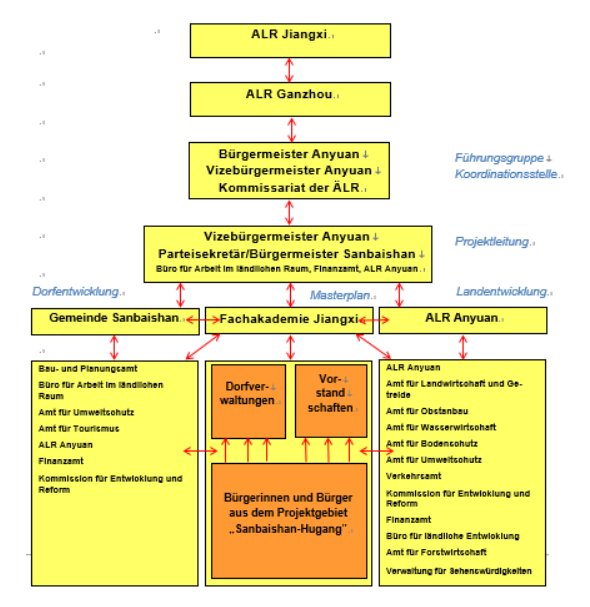 ALR Jiangxi
ALR Ganzhou
Bürgermeister Anyuan
Vizebürgermeister Anyuan
Kommissariat der ÄLR
Führungsgruppe
Koordinationsstelle
Vizebürgermeister Anyuan
Parteisekretär/Bürgermeister Sanbaishan
Büro für Arbeit im ländlichen Raum, Finanzamt, ALR Anyuan
Projektleitung
Dorfentwicklung
Masterplan
Landentwicklung
Gemeinde Sanbaishan
Fachakademie Jiangxi
ALR Anyuan
Bau- und Planungsamt
Büro für Arbeit im ländlichen
Raum
Amt für Umweltschutz
Amt für Tourismus
ALR Anyuan
Finanzamt
Kommission für Entwicklung und
Reform
Dorfver-
waltungen
Vor-
stand
schaften
Bürgerinnen und Bürger
aus dem Projektgebiet
„Sanbaishan-Hugang"
ALR Anyuan
Amt für Landwirtschaft und Ge-
treide
Amt für Obstanbau
Amt für Wasserwirtschaft
Amt für Bodenschutz
Amt für Umweltschutz
Verkehrsamt
Kommission für Entwicklung und
Reform
Finanzamt
Büro für ländliche Entwicklung
Amt für Forstwirtschaft
Verwaltung für Sehenswürdigkeiten